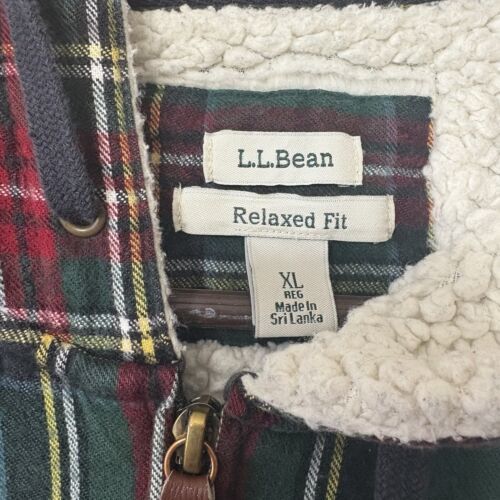 L.L.Bean
Relaxed Fit
XL
REG
Made In
Sri Lanka